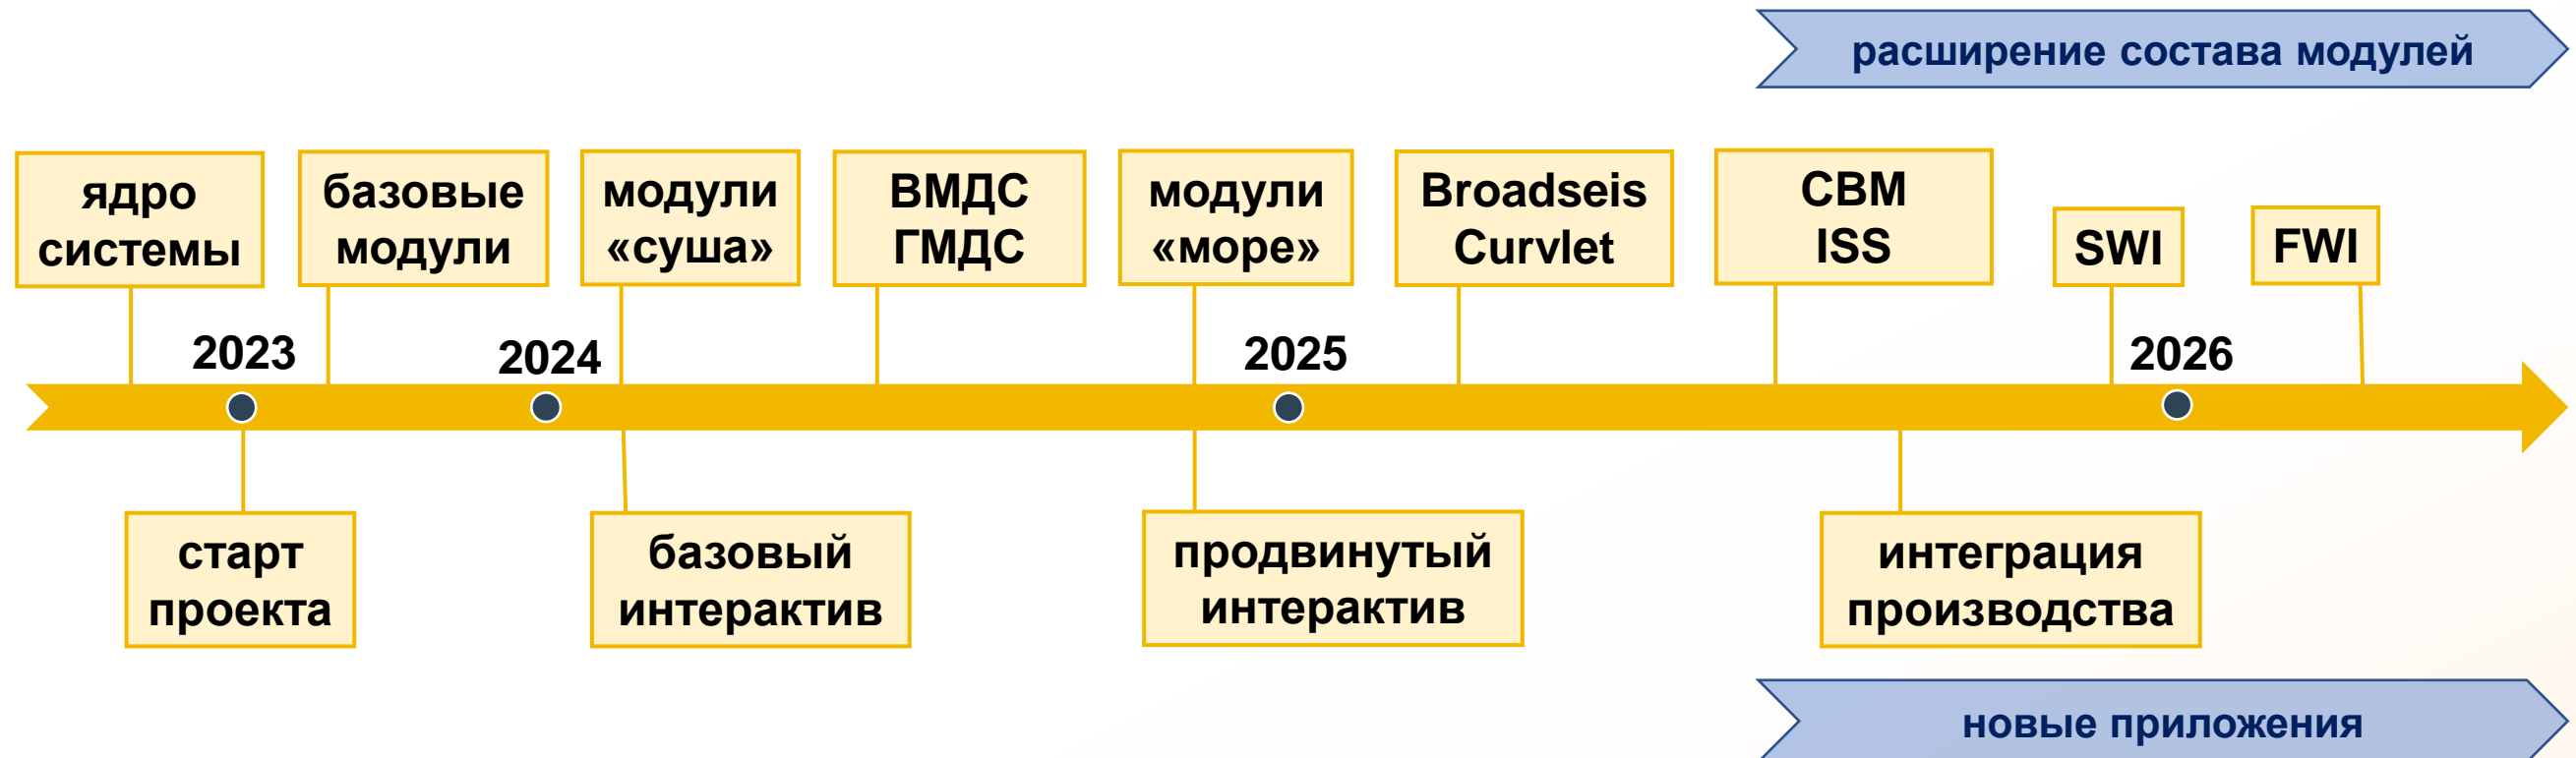 расширение состава модулей
ядро
системы
базовые
модули
модули
«суша»
ВМДС
ГМДС
модули
«море»
Broadseis
Curvlet
СВМ
ISS
SWI
FWI
2023
2024
2025
2026
старт
проекта
базовый
интерактив
продвинутый
интерактив
интеграция
производства
новые приложения